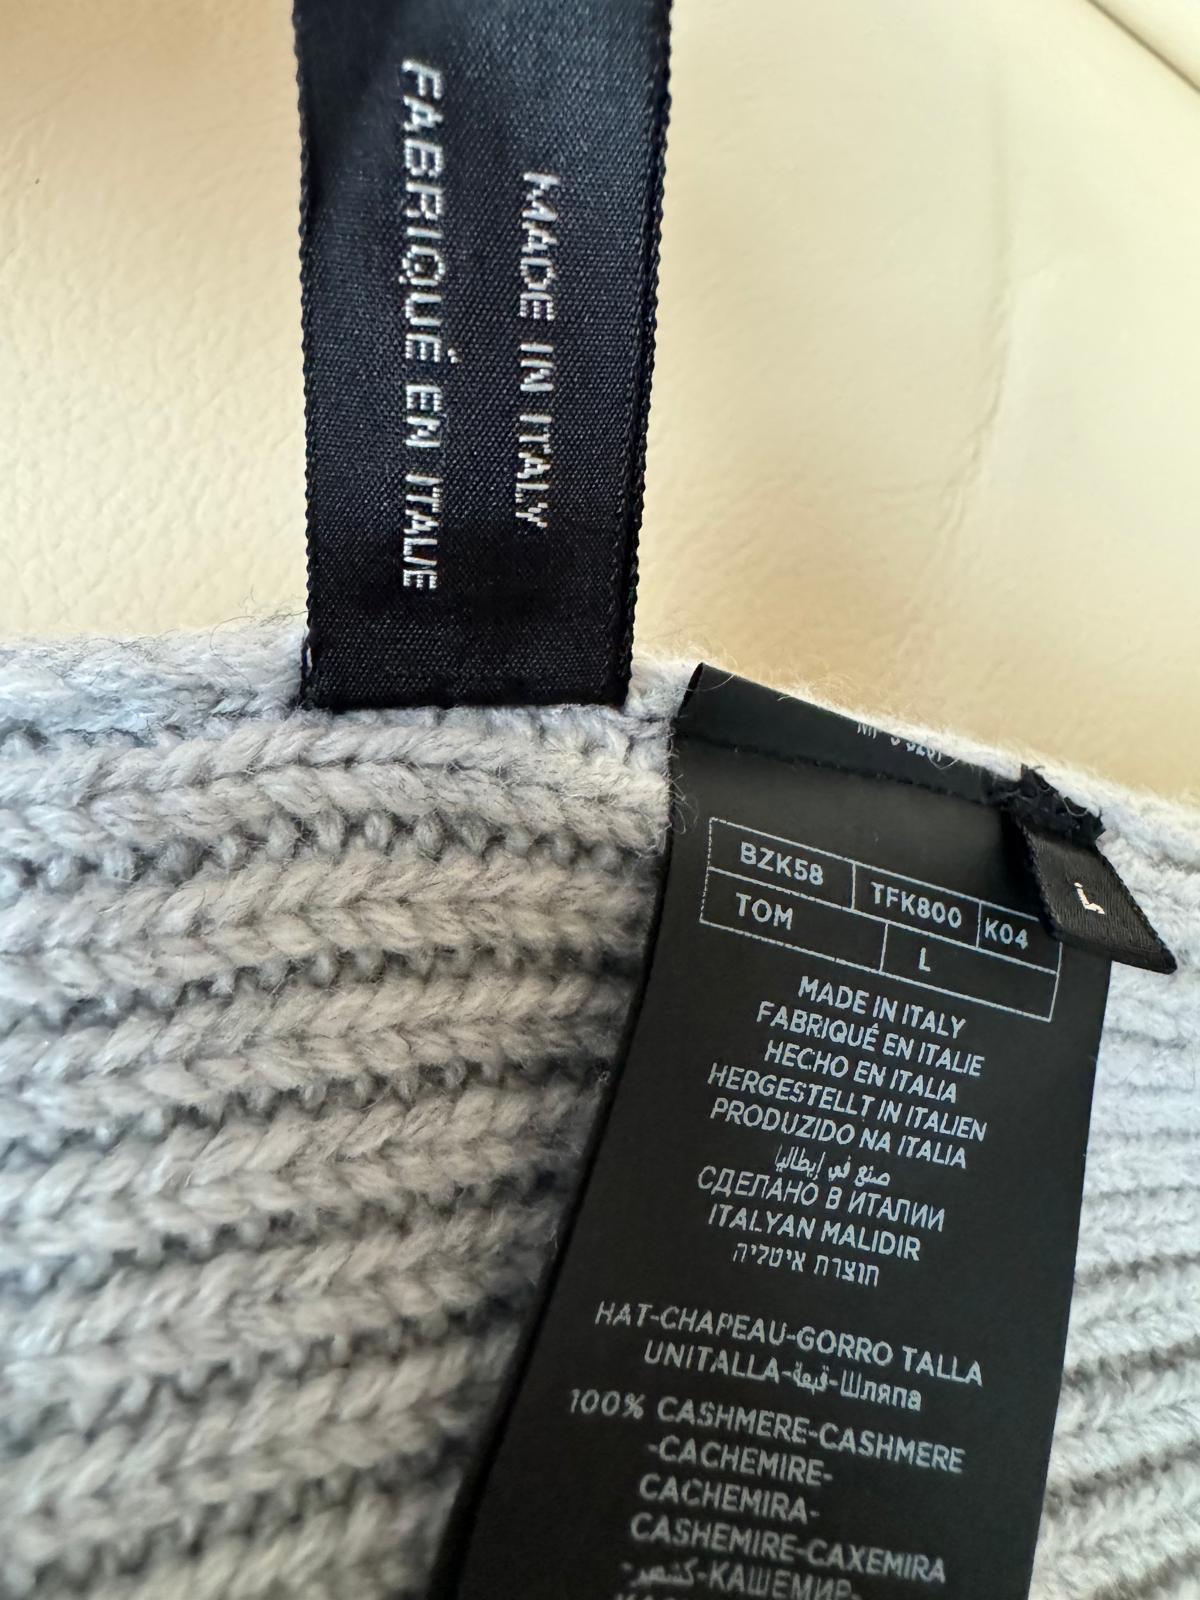 MADE IN ITALY
FABRIQUÉ EN ITALIE
BZK58 TFK800 K04
TOM L
L
MADE IN ITALY
FABRIQUÉ EN ITALIE
HECHO EN ITALIA
HERGESTELLT IN ITALIEN
PRODUZIDO NA ITALIA
صنع في إيطاليا
СДЕЛАНО В ИТАЛИИ
ITALYAN MALIDIR
תוצרת איטליה
HAT-CHAPEAU-GORRO TALLA
UNITALLA-قبعة-Шляпа
100% CASHMERE-CASHMERE
-CACHEMIRE-
CACHEMIRA-
CASHEMIRE-CAXEMIRA
-كشمير-КАШЕМИР-